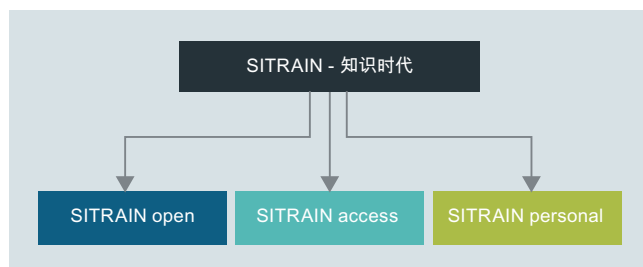 SITRAIN - 知识时代
SITRAIN open
SITRAIN access
SITRAIN personal